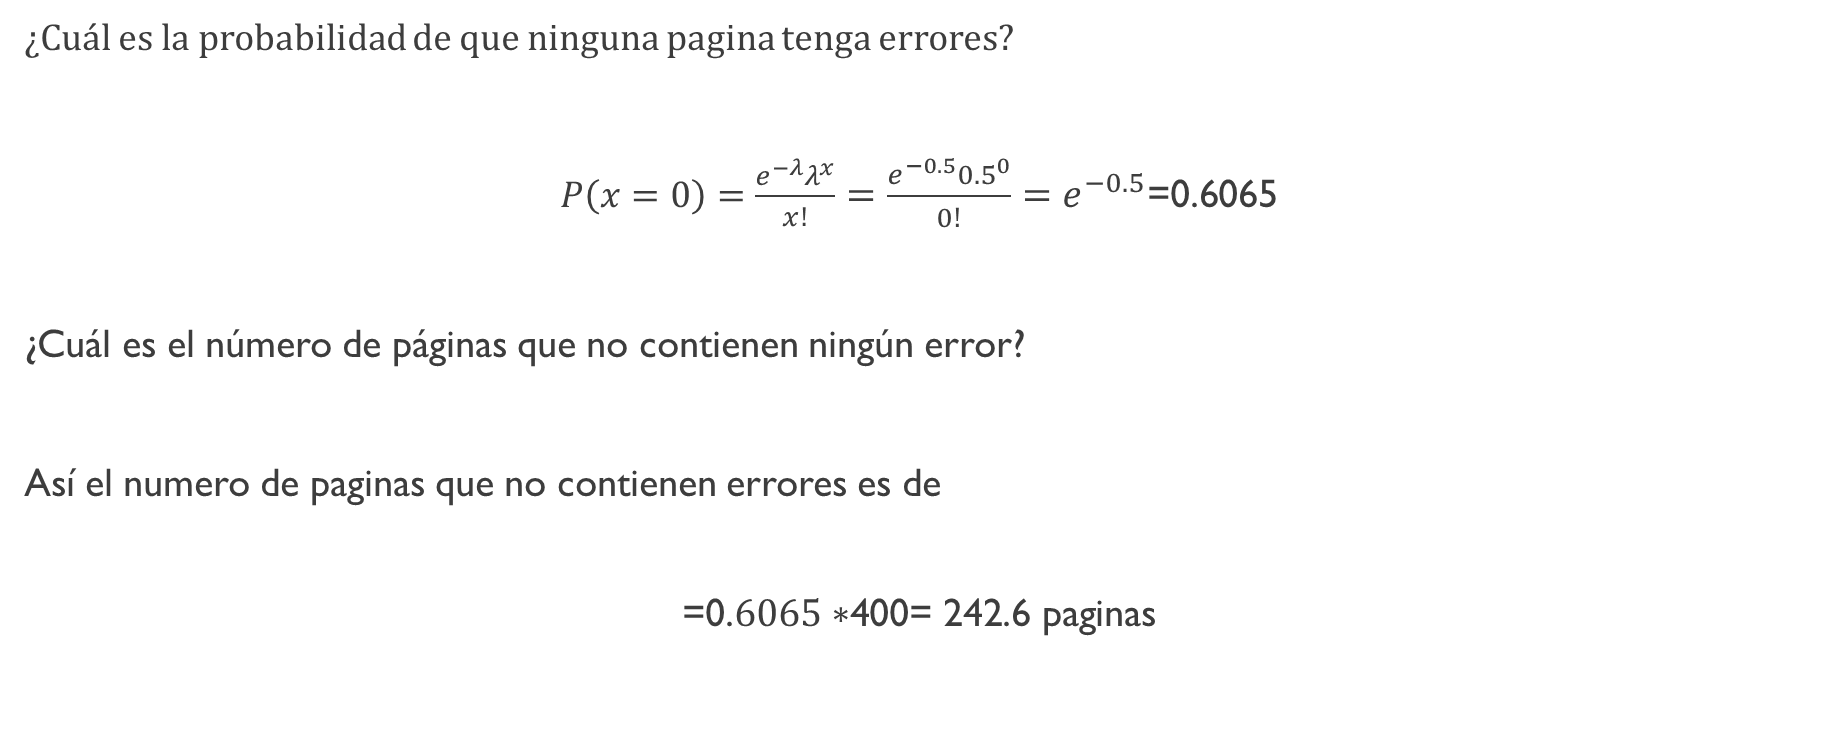 ¿Cuál es la probabilidad de que ninguna pagina tenga errores?
P(x = 0) = \frac{e^{-λ}λ^{x}}{x!} = \frac{e^{-0.5}0.5^{0}}{0!} = e^{-0.5}=0.6065
¿Cuál es el número de páginas que no contienen ningún error?
Así el numero de paginas que no contienen errores es de
=0.6065 *400= 242.6 paginas